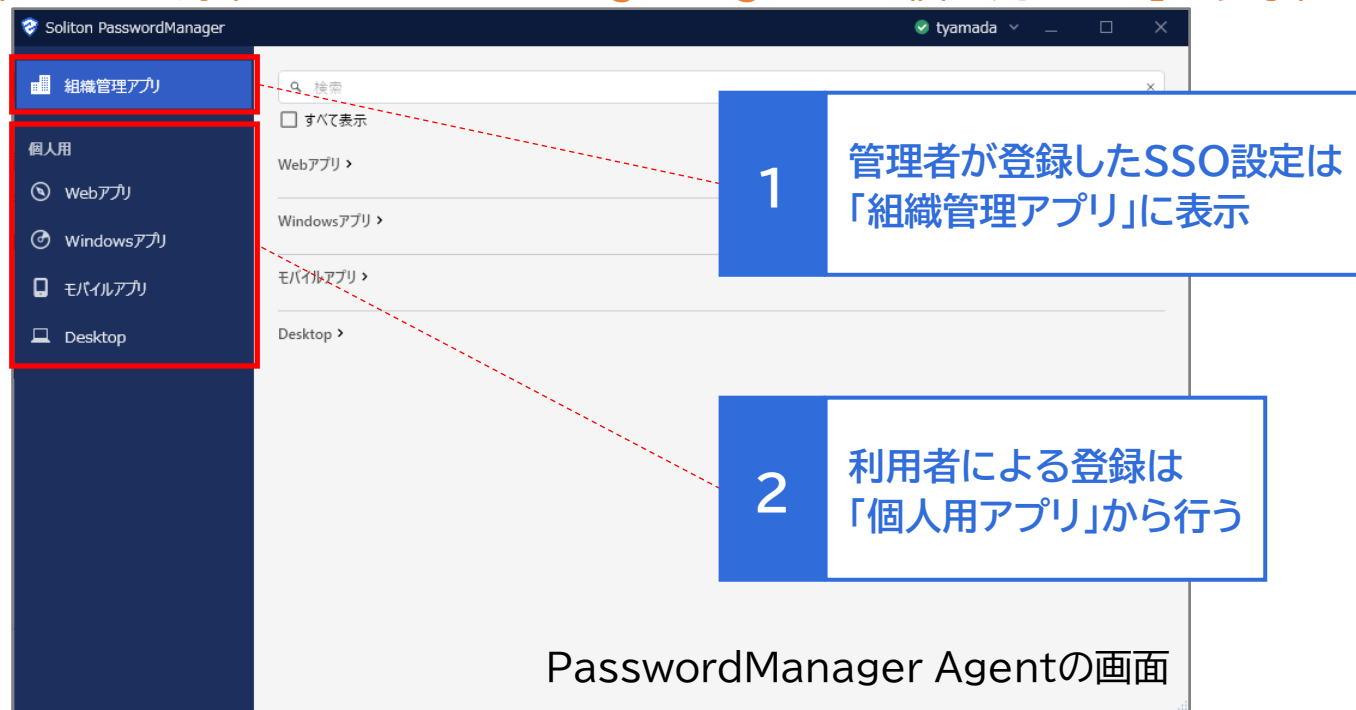 Soliton PasswordManager
tyamada
組織管理アプリ
検索
すべて表示
個人用
Webアプリ
Windowsアプリ
モバイルアプリ
Desktop
Webアプリ >
Windowsアプリ >
モバイルアプリ >
Desktop >
1
管理者が登録したSSO設定は
「組織管理アプリ」に表示
2
利用者による登録は
「個人用アプリ」から行う
PasswordManager Agentの画面